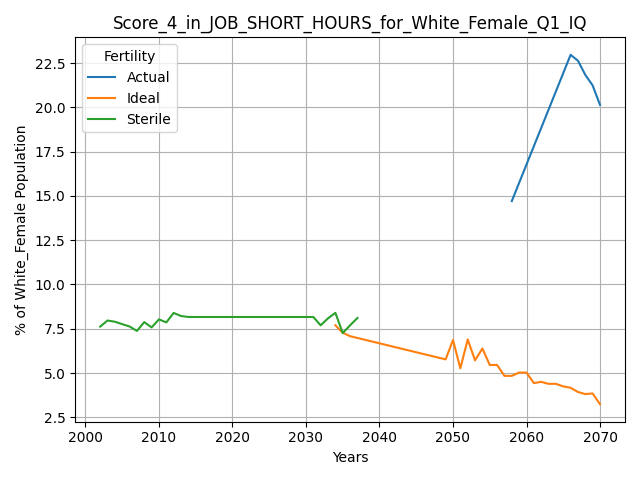 Score_4_in_JOB_SHORT_HOURS_for_White_Female_Q1_IQ
Fertility
Actual
Ideal
Sterile
% of White_Female Population
22.5
20.0
17.5
15.0
12.5
10.0
7.5
5.0
2.5
2000 2010 2020 2030 2040 2050 2060 2070
Years